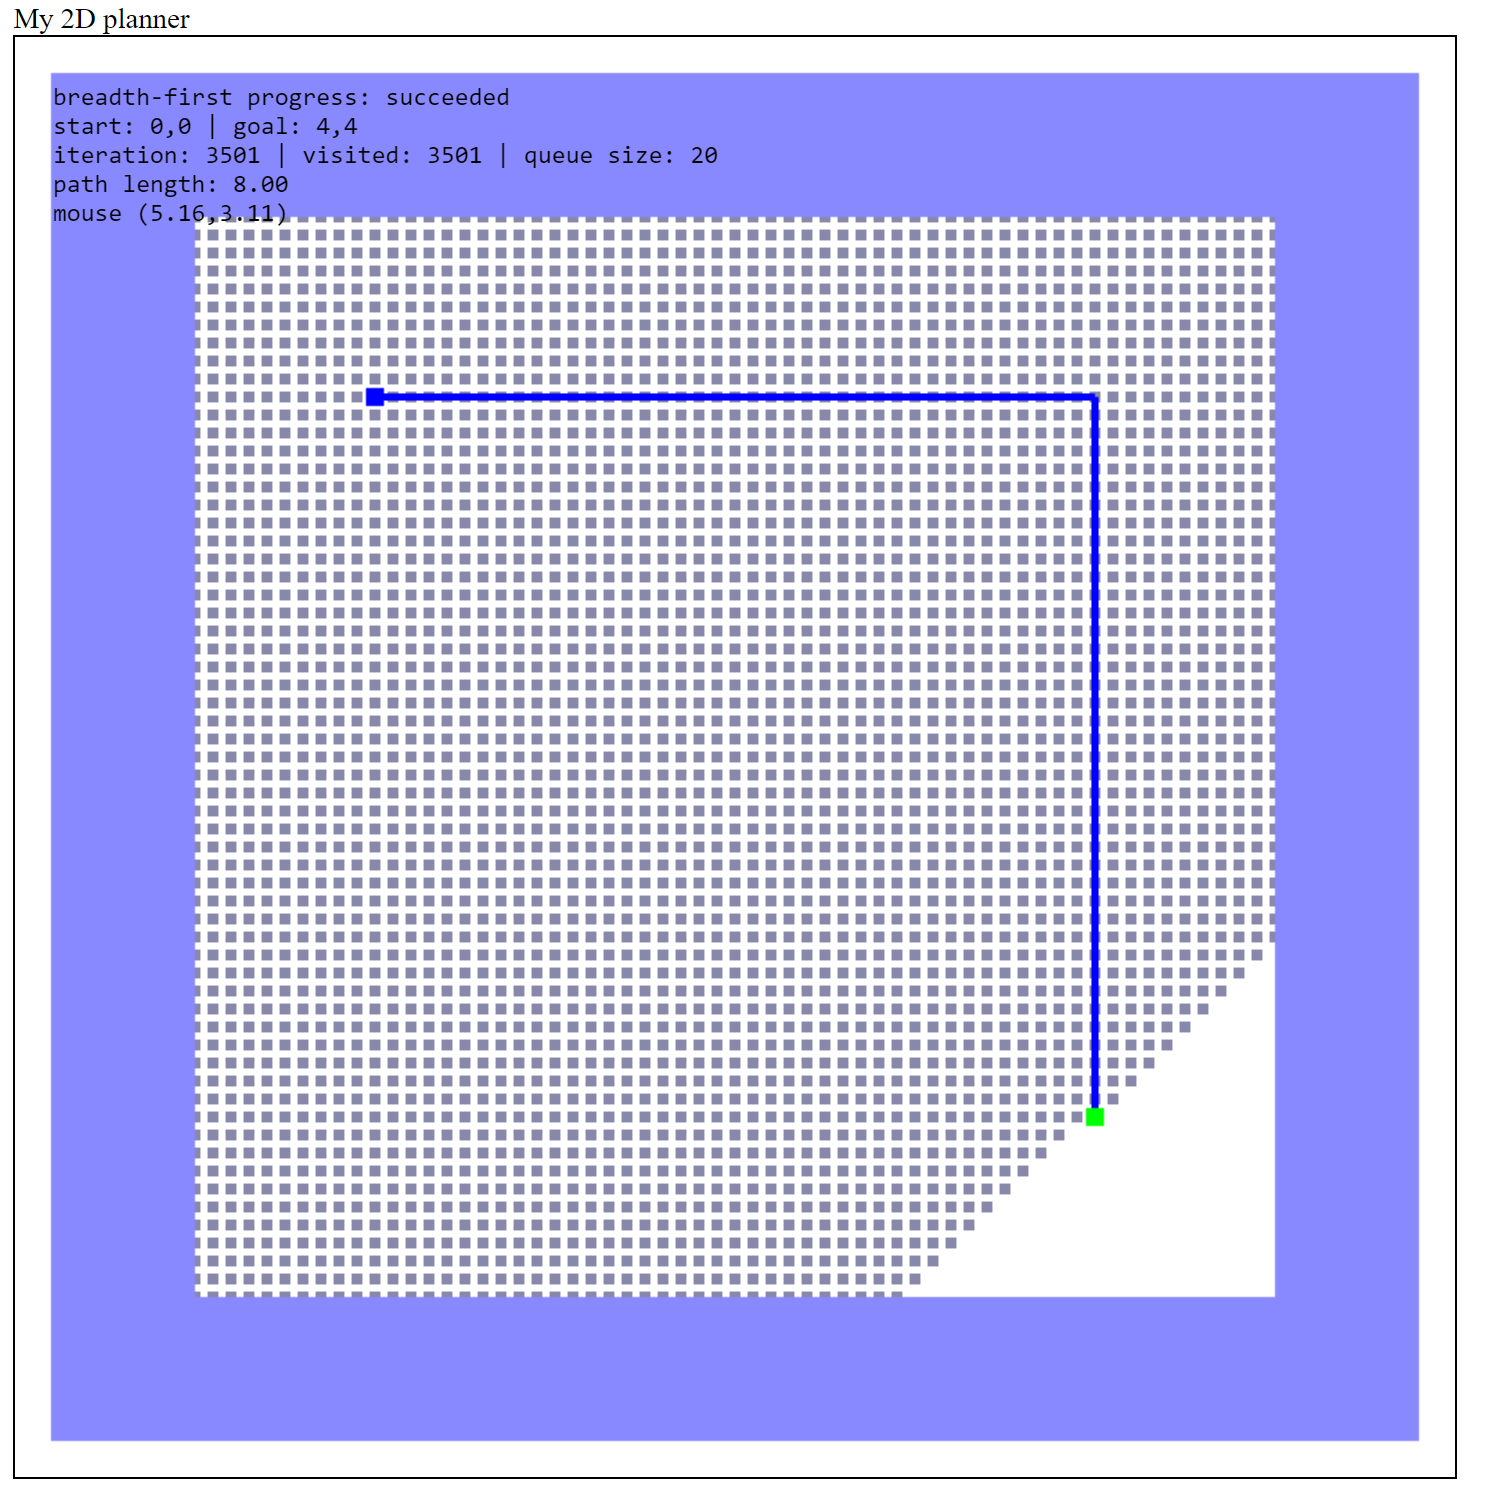 My 2D planner
breadth-first progress: succeeded
start: 0,0 | goal: 4,4
iteration: 3501 | visited: 3501 | queue size: 20
path length: 8.00
mouse (5.16,3.11)